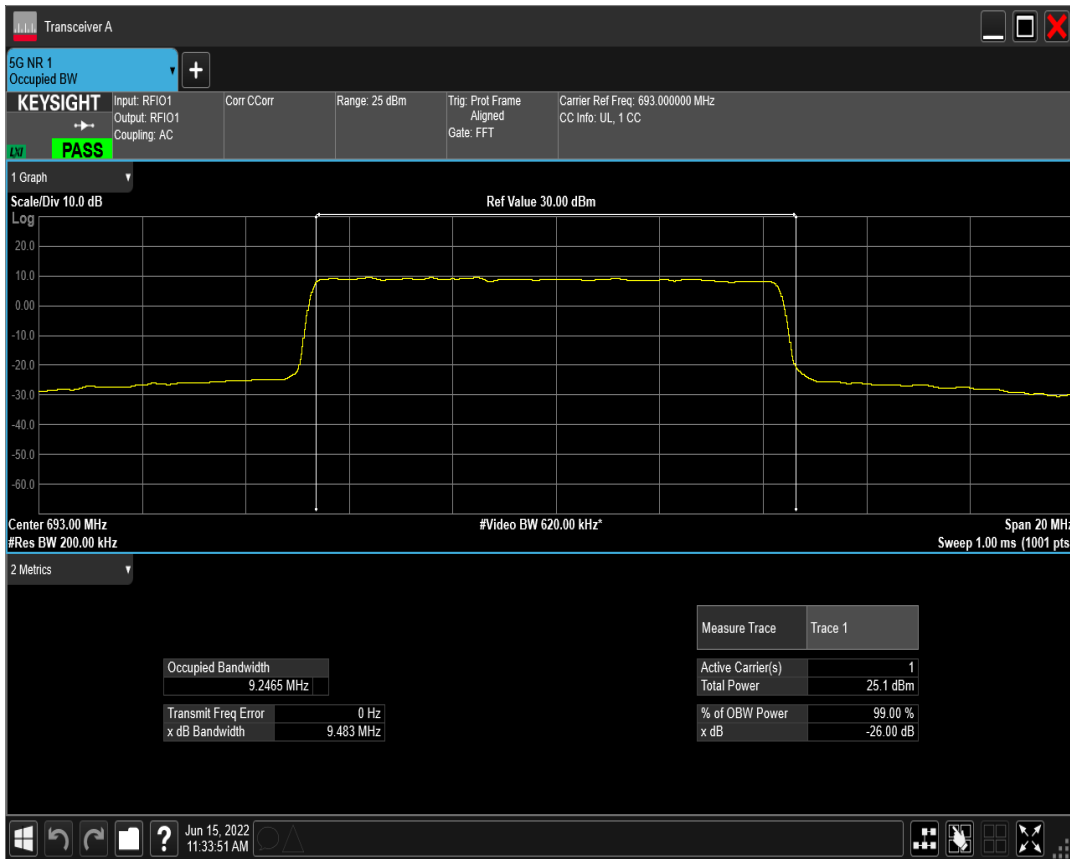 Transceiver A
5G NR 1
Occupied BW
+
KEYSIGHT
LXI
PASS
Input: RFIO1
Output: RFIO1
Coupling: AC
Corr CCorr
Range: 25 dBm
Trig: Prot Frame
Aligned
Gate: FFT
Carrier Ref Freq: 693.000000 MHz
CC Info: UL, 1 CC
1 Graph
Scale/Div 10.0 dB
Ref Value 30.00 dBm
Log
20.0
10.0
0.00
-10.0
-20.0
-30.0
-40.0
-50.0
-60.0
Center 693.00 MHz
#Video BW 620.00 kHz*
Span 20 MHz
#Res BW 200.00 kHz
Sweep 1.00 ms (1001 pts
2 Metrics
Measure Trace Trace 1
Occupied Bandwidth
9.2465 MHz
Active Carrier(s) 1
Total Power 25.1 dBm
Transmit Freq Error 0 Hz
x dB Bandwidth 9.483 MHz
% of OBW Power 99.00 %
x dB -26.00 dB
?
Jun 15, 2022
11:33:51 AM